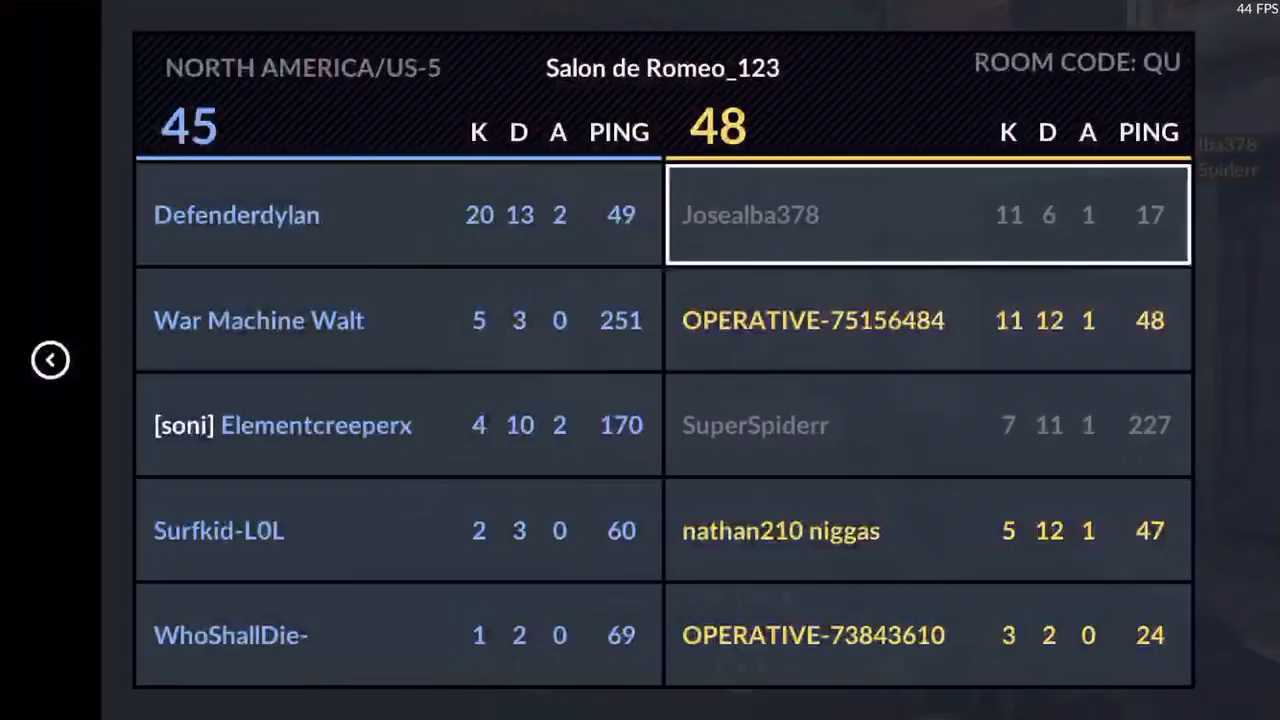 44 FPS
NORTH AMERICA/US-5 Salon de Romeo_123 ROOM CODE: QU
45 K D A PING 48 K D A PING
lba378
Spiderr
Defenderdylan 20 13 2 49 Josealba378 11 6 1 17
War Machine Walt 5 3 0 251 OPERATIVE-75156484 11 12 1 48
[soni] Elementcreeperx 4 10 2 170 SuperSpiderr 7 11 1 227
Surfkid-L0L 2 3 0 60 nathan210 niggas 5 12 1 47
WhoShallDie- 1 2 0 69 OPERATIVE-73843610 3 2 0 24